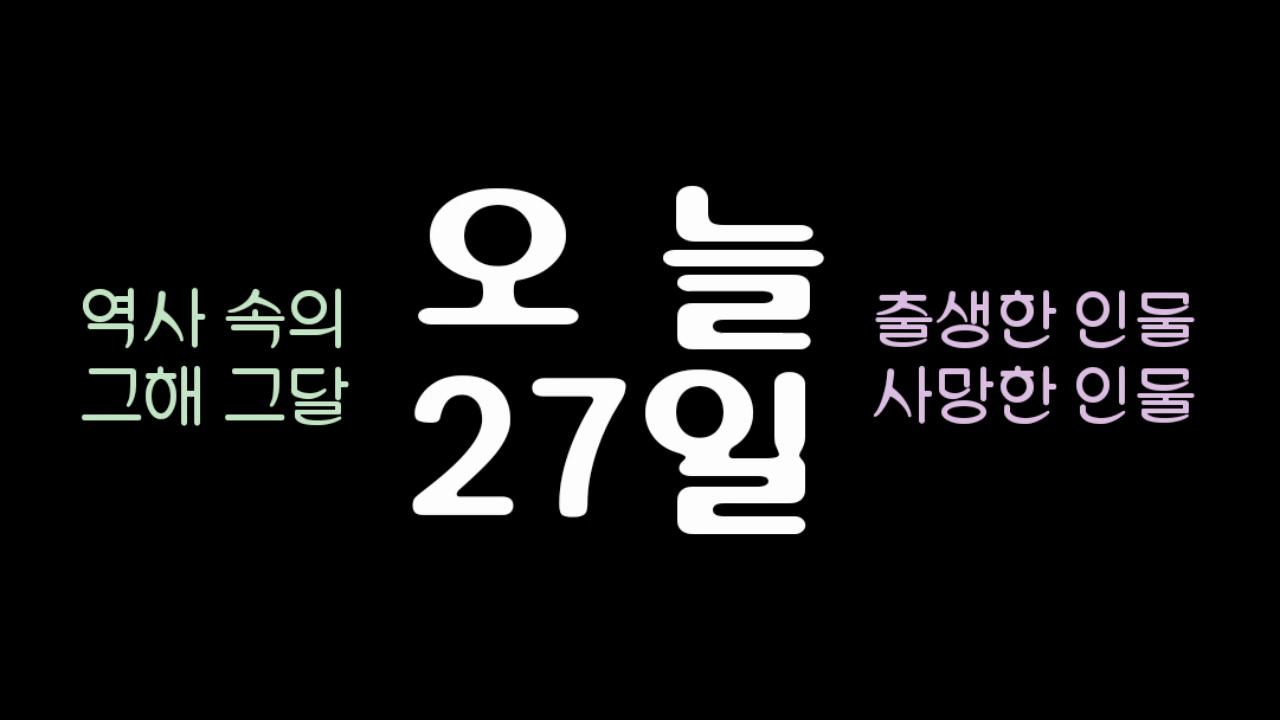 역사 속의
그해 그달
오 늘
27일
출생한 인물
사망한 인물